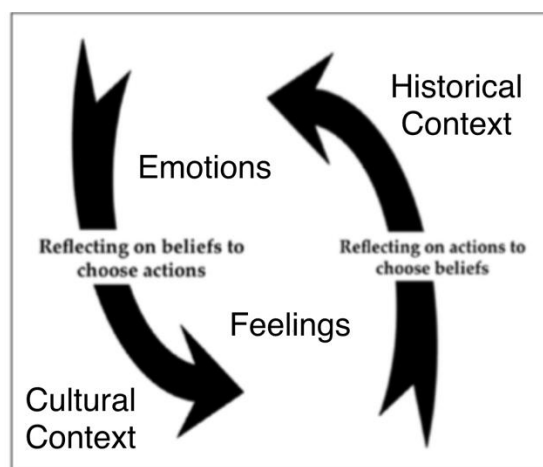 Historical
Context
Emotions
Reflecting on beliefs to
choose actions
Reflecting on actions to
choose beliefs
Feelings
Cultural
Context